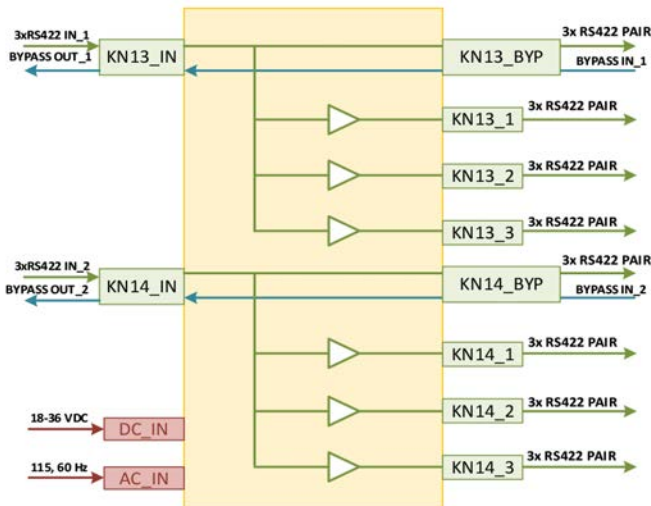 3xRS422 IN_1
BYPASS OUT_1
KN13_IN
KN13_BYP
3x RS422 PAIR
BYPASS IN_1
KN13_1
3x RS422 PAIR
KN13_2
3x RS422 PAIR
KN13_3
3x RS422 PAIR
3xRS422 IN_2
BYPASS OUT_2
KN14_IN
KN14_BYP
3x RS422 PAIR
BYPASS IN_2
KN14_1
3x RS422 PAIR
KN14_2
3x RS422 PAIR
KN14_3
3x RS422 PAIR
18-36 VDC
DC_IN
115, 60 Hz
AC_IN